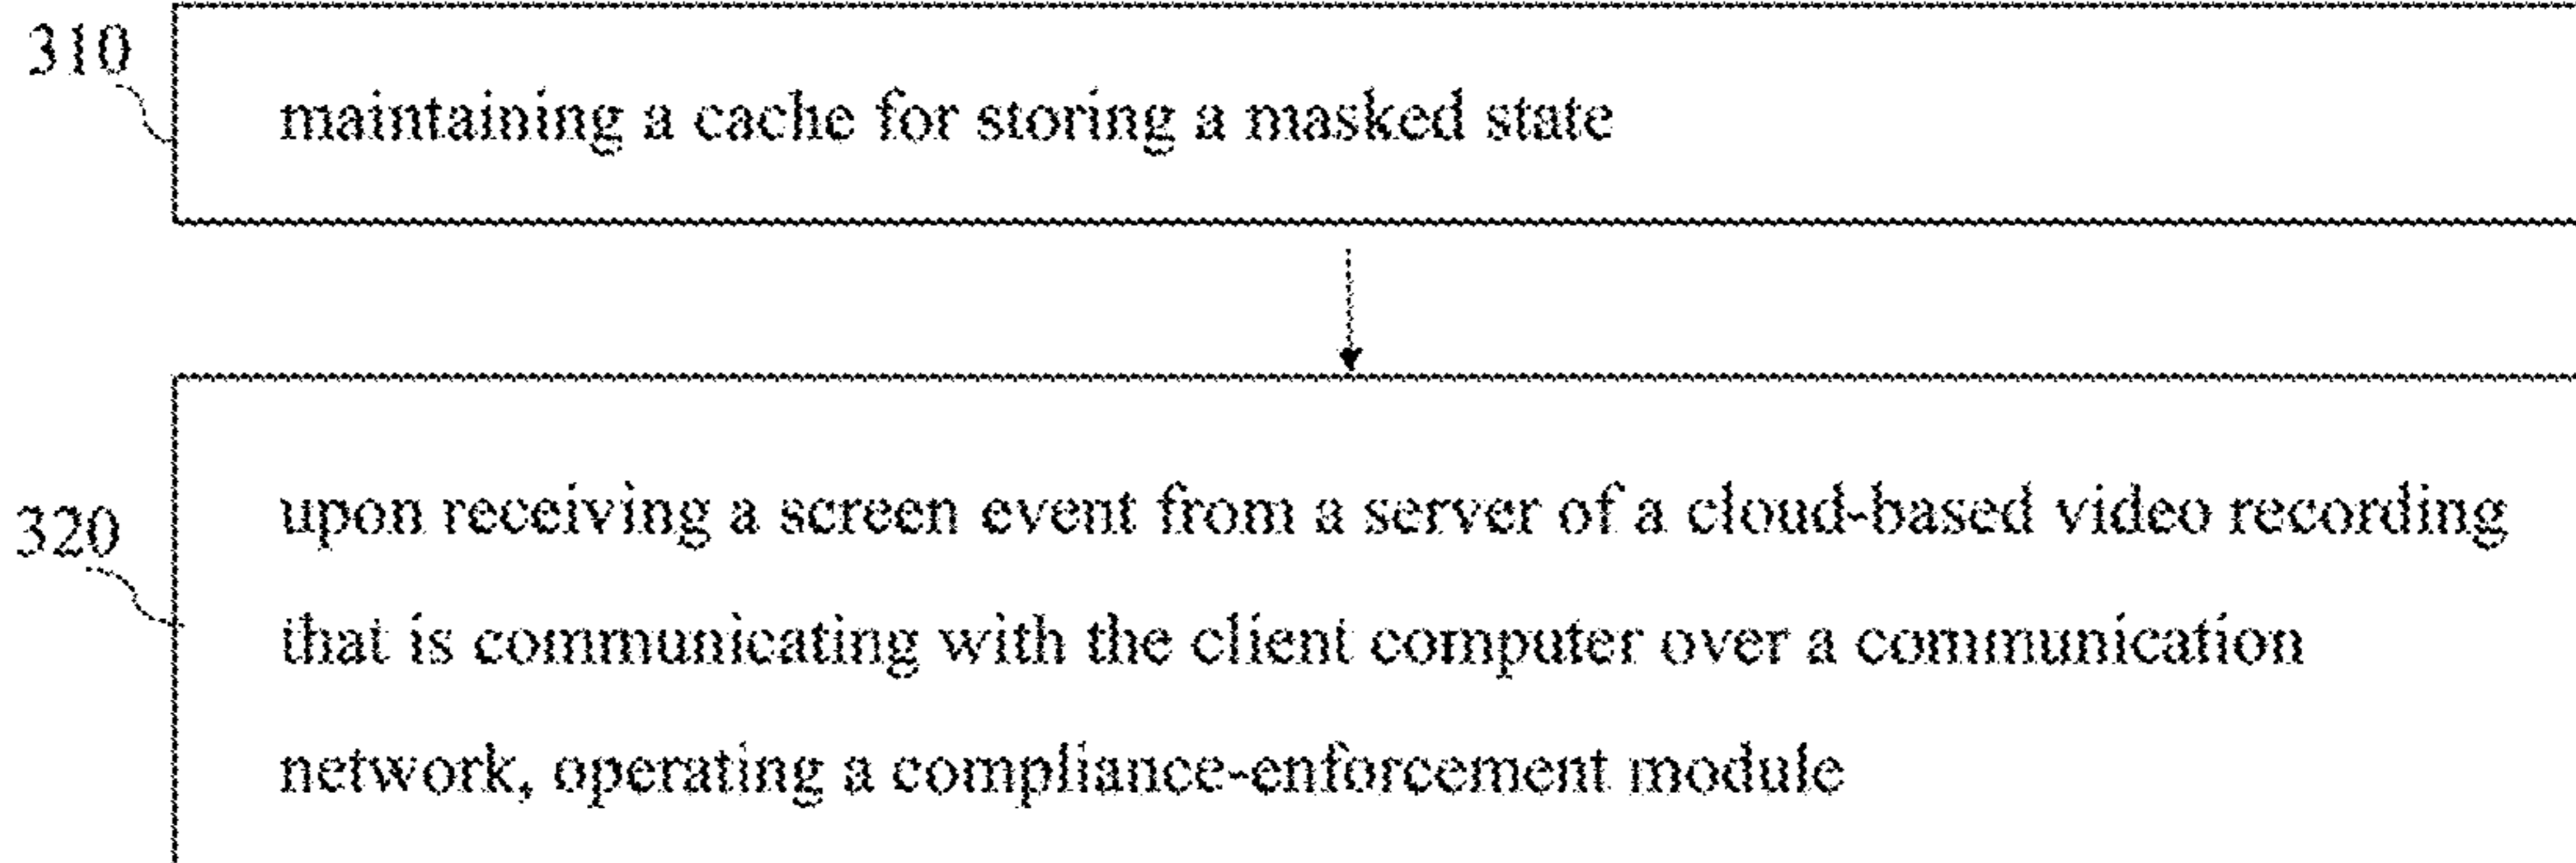 310
maintaining a cache for storing a masked state
320
upon receiving a screen event from a server of a cloud-based video recording
that is communicating with the client computer over a communication
network, operating a compliance-enforcement module